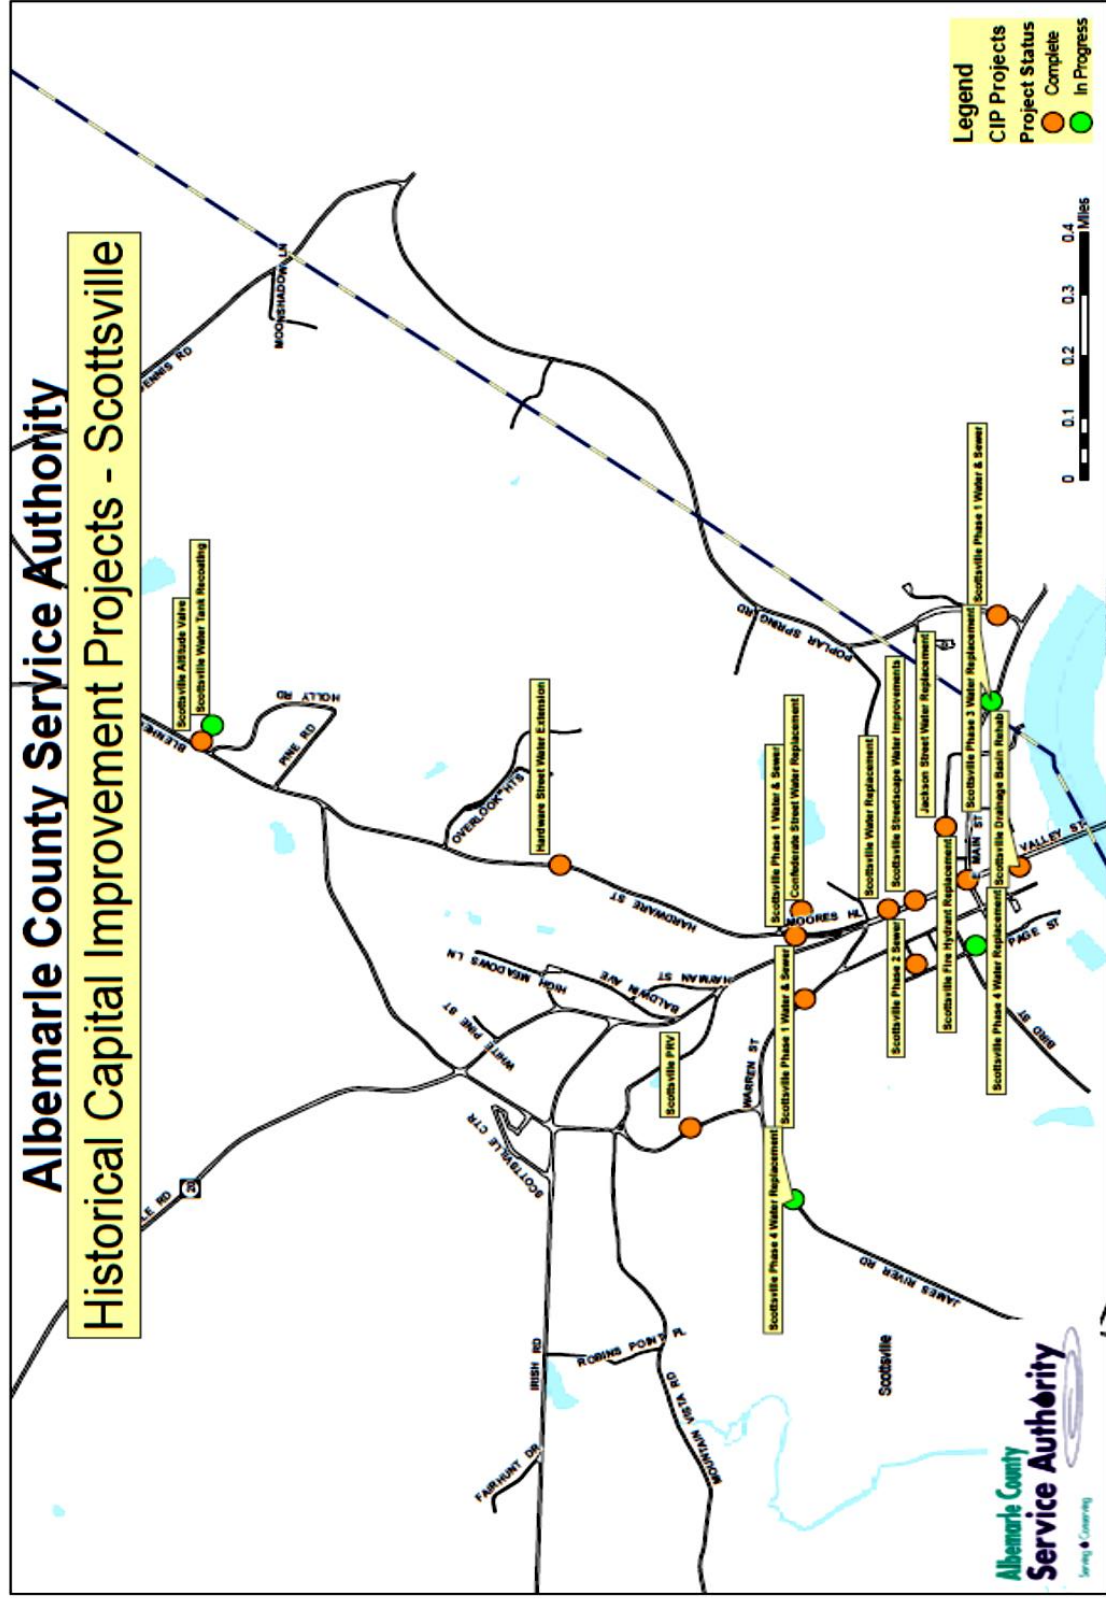 Albemarle County Service Authority
Historical Capital Improvement Projects - Scottsville
20
MOONSHADOW LN
Scottsville Altitude Valve
Scottsville Water Tank Recoating
HOLLY RD
PINE RD
OVERLOOK HTS
Hardware Street Water Extension
HARDWARE ST
HIGH MEADOWS LN
WHITE PINE ST
BALDWIN AVE
HARMAN ST
SCOTTSVILLE CTR
IRISH RD
FAIRHUNT DR
ROBINS POINT PL
MOUNTAIN VISTA RD
Scottsville PRV
WARREN ST
POPLAR SPRING RD
Scottsville Phase 1 Water & Sewer
Confederate Street Water Replacement
MOORES HL
Scottsville Phase 1 Water & Sewer
Scottsville Phase 4 Water Replacement
JAMES RIVER RD
Scottsville Water Replacement
Scottsville Streetscape Water Improvements
Jackson Street Water Replacement
Scottsville Phase 2 Sewer
Scottsville Fire Hydrant Replacement
Scottsville Phase 3 Water Replacement
Scottsville Phase 1 Water & Sewer
E MAIN ST
Scottsville Drainage Basin Rehab
Scottsville Phase 4 Water Replacement
VALLEY ST
PAGE ST
BIRD ST
Scottsville
Legend
CIP Projects
Project Status
Complete
In Progress
0 0.1 0.2 0.3 0.4
Miles
Albemarle County
Service Authority
Serving Conserving